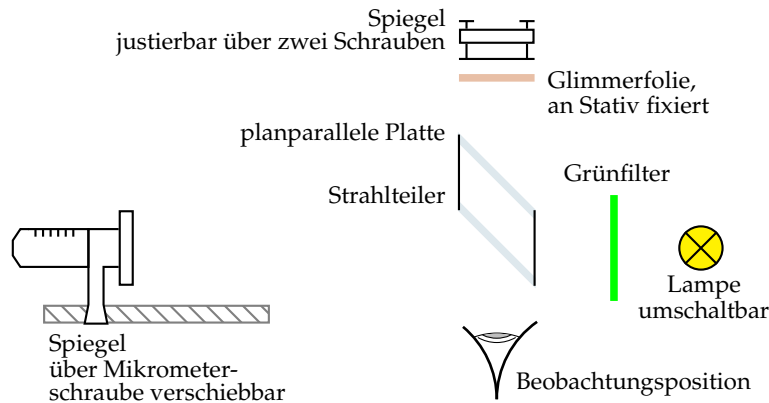 Spiegel
justierbar über zwei Schrauben
Glimmerfolie,
an Stativ fixiert
planparallele Platte
Strahlteiler
Grünfilter
Lampe
umschaltbar
Spiegel
über Mikrometer-
schraube verschiebbar
Beobachtungsposition